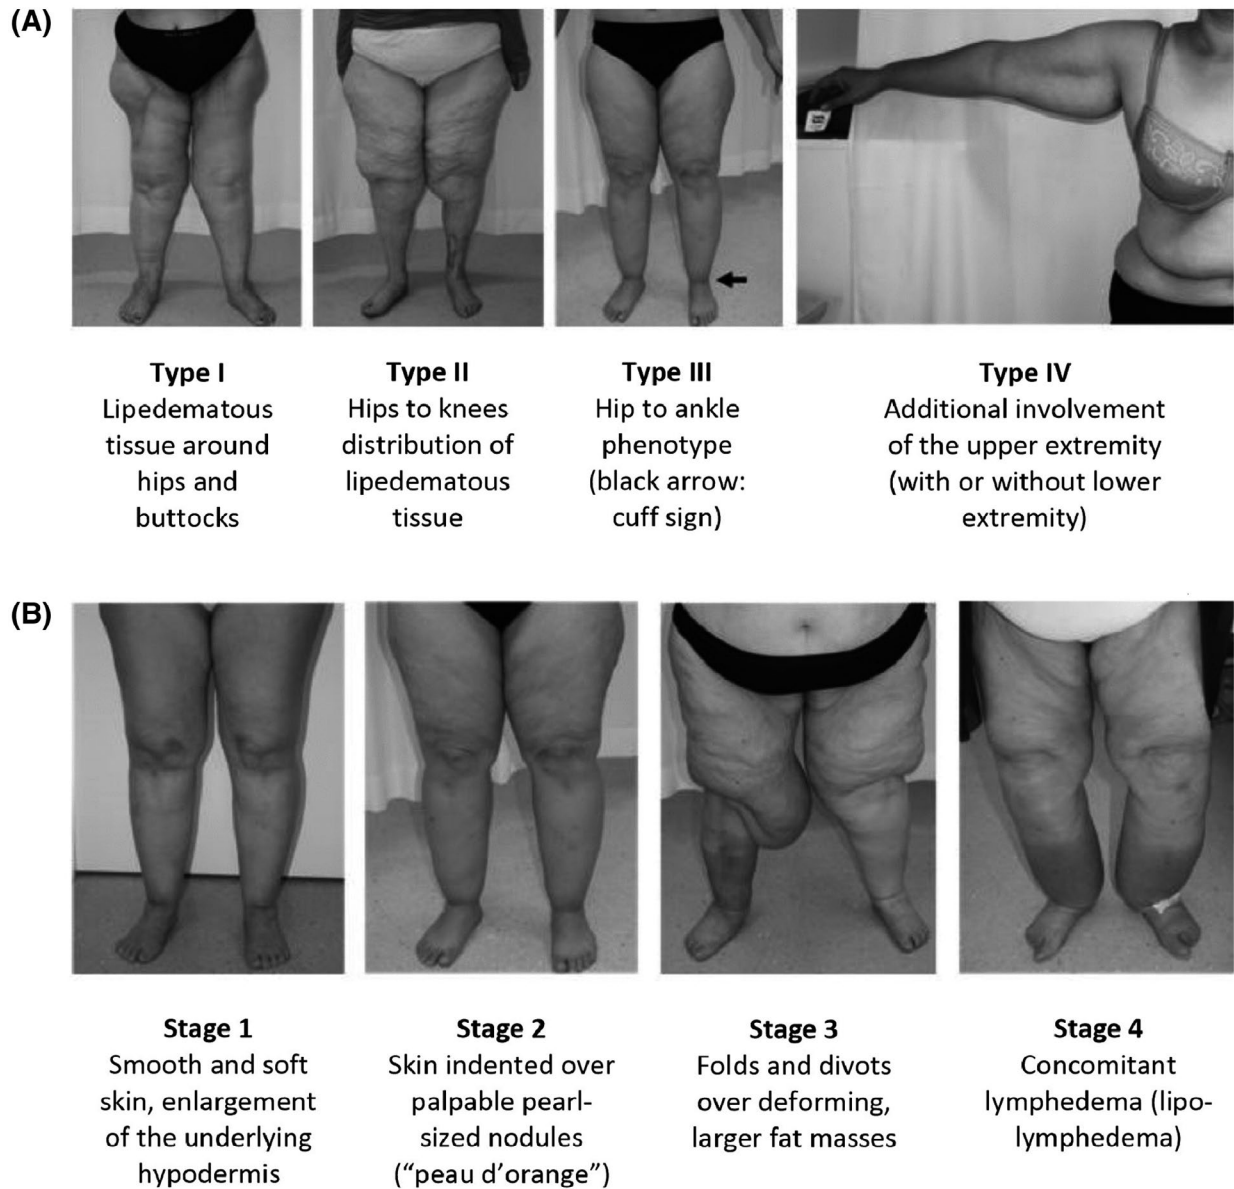 (A)
Type I
Lipedematous
tissue around
hips and
buttocks
Type II
Hips to knees
distribution of
lipedematous
tissue
Type III
Hip to ankle
phenotype
(black arrow:
cuff sign)
Type IV
Additional involvement
of the upper extremity
(with or without lower
extremity)
(B)
Stage 1
Smooth and soft
skin, enlargement
of the underlying
hypodermis
Stage 2
Skin indented over
palpable pearl-
sized nodules
(“peau d’orange”)
Stage 3
Folds and divots
over deforming,
larger fat masses
Stage 4
Concomitant
lymphedema (lipo-
lymphedema)